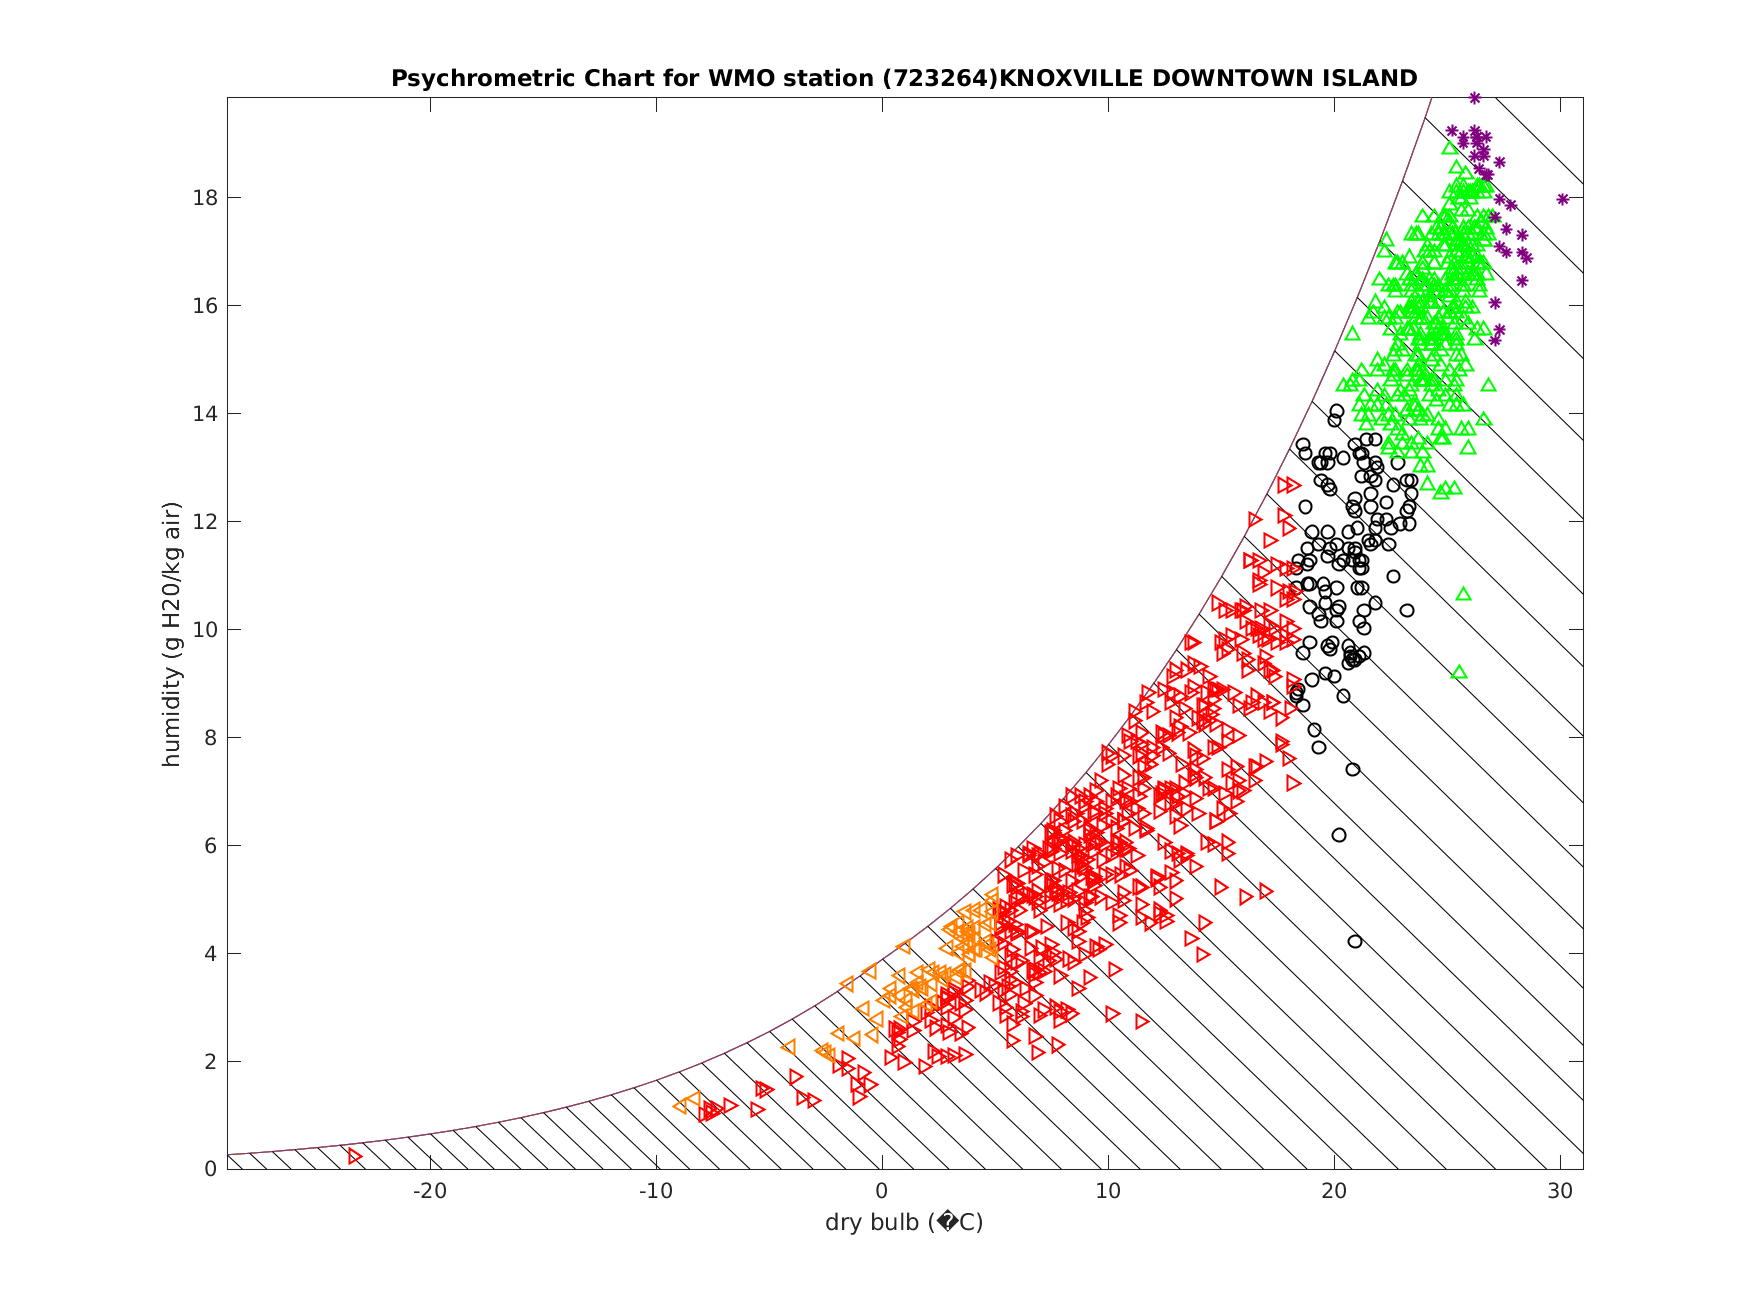 Psychrometric Chart for WMO station (723264)KNOXVILLE DOWNTOWN ISLAND
18
16
14
12
10
8
6
4
2
0
humidity (g H20/kg air)
-20 -10 0 10 20 30
dry bulb (�C)